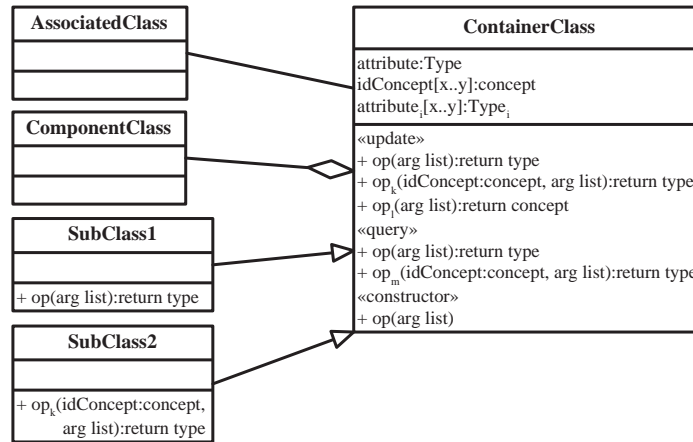 AssociatedClass
ComponentClass
SubClass1
+ op(arg list):return type
SubClass2
+ opₖ(idConcept:concept,
arg list):return type
ContainerClass
attribute:Type
idConcept[x..y]:concept
attributeᵢ[x..y]:Typeᵢ
«update»
+ op(arg list):return type
+ opₖ(idConcept:concept, arg list):return type
+ opₗ(arg list):return concept
«query»
+ op(arg list):return type
+ opₘ(idConcept:concept, arg list):return type
«constructor»
+ op(arg list)